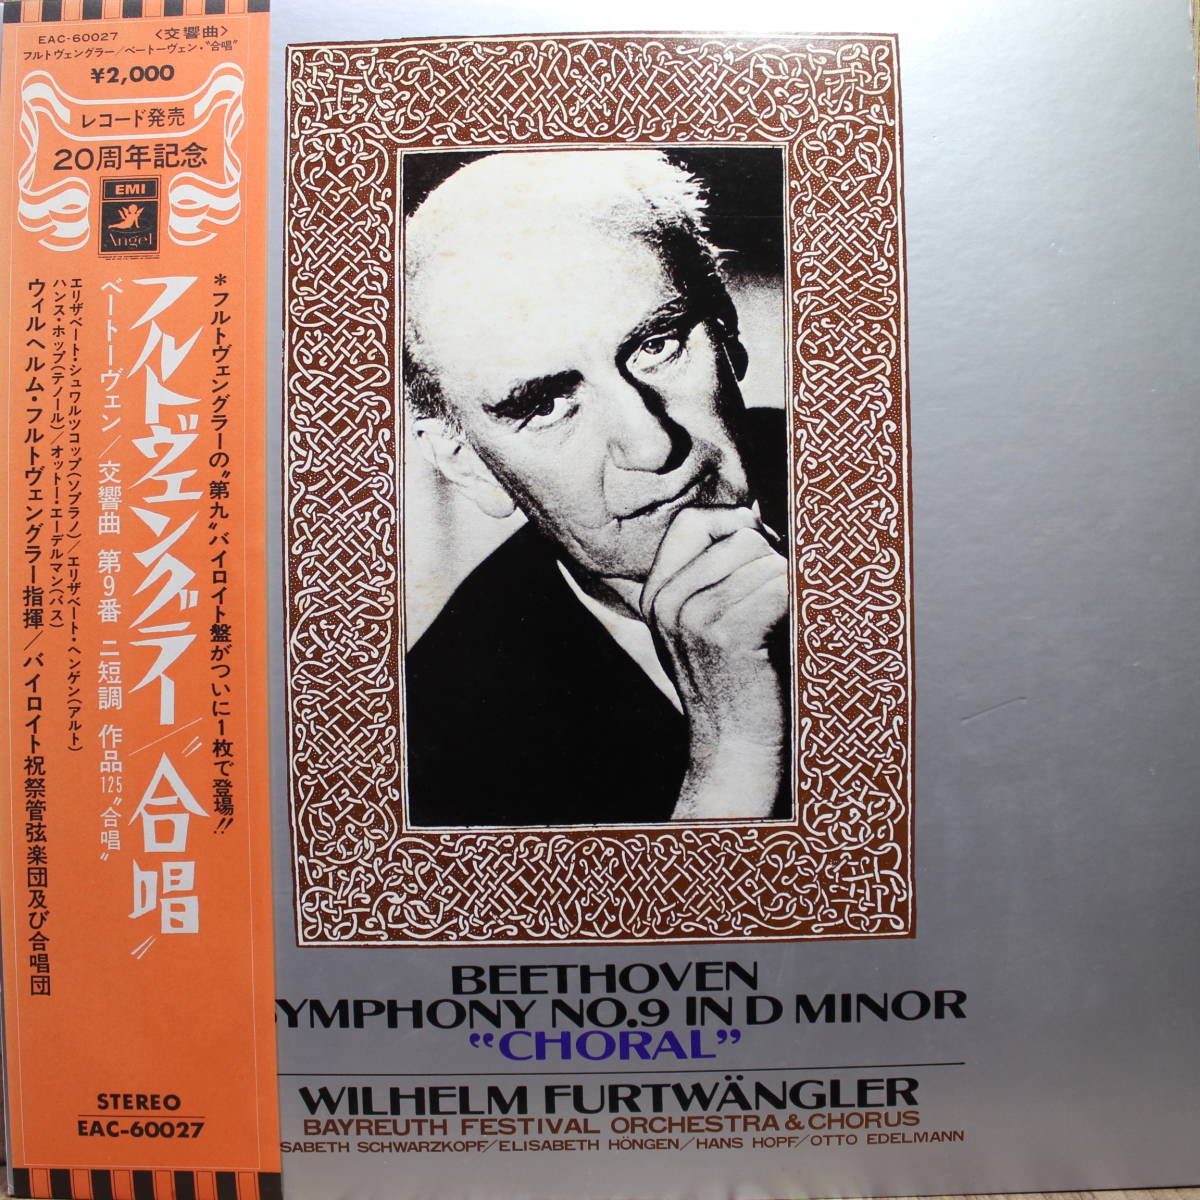 EAC-60027 〈交響曲〉
フルトヴェングラー/ベートーヴェン・“合唱”
¥2,000
レコード発売
20周年記念
EMI
Angel
＊フルトヴェングラーの〝第九〟バイロイト盤がついに1枚で登場!!
フルトヴェングラー/〝合唱〟
ベートーヴェン/交響曲 第9番 ニ短調 作品125〝合唱〟
エリザベート・シュワルツコップ(ソプラノ)/エリザベート・ヘンゲン(アルト)
ハンス・ホップ(テノール)/オットー・エーデルマン(バス)
ウィルヘルム・フルトヴェングラー指揮/バイロイト祝祭管弦楽団及び合唱団
STEREO
EAC-60027
BEETHOVEN
SYMPHONY NO.9 IN D MINOR
“CHORAL”
WILHELM FURTWÄNGLER
BAYREUTH FESTIVAL ORCHESTRA & CHORUS
SABETH SCHWARZKOPF/ELISABETH HÖNGEN/HANS HOPF/OTTO EDELMANN